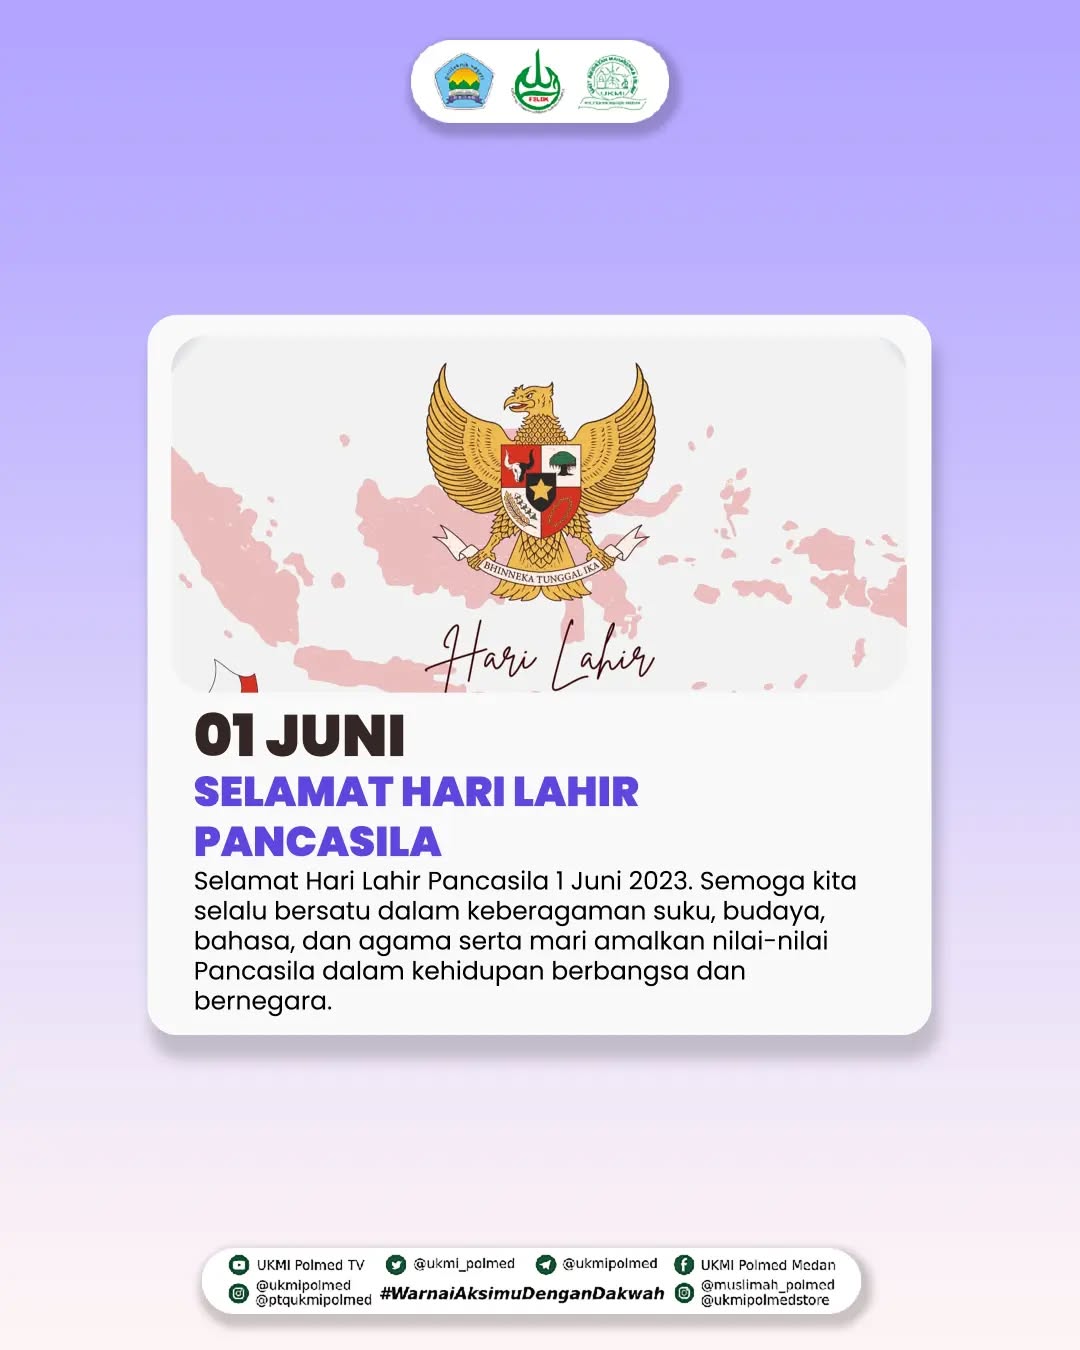 FSLDK
UKMI
BHINNEKA TUNGGAL IKA
Hari Lahir
01 JUNI
SELAMAT HARI LAHIR
PANCASILA
Selamat Hari Lahir Pancasila 1 Juni 2023. Semoga kita
selalu bersatu dalam keberagaman suku, budaya,
bahasa, dan agama serta mari amalkan nilai-nilai
Pancasila dalam kehidupan berbangsa dan
bernegara.
UKMI Polmed TV @ukmi_polmed @ukmipolmed UKMI Polmed Medan
@ukmipolmed
@ptqukmipolmed
#WarnaiAksimuDenganDakwah
@muslimah_polmed
@ukmipolmedstore